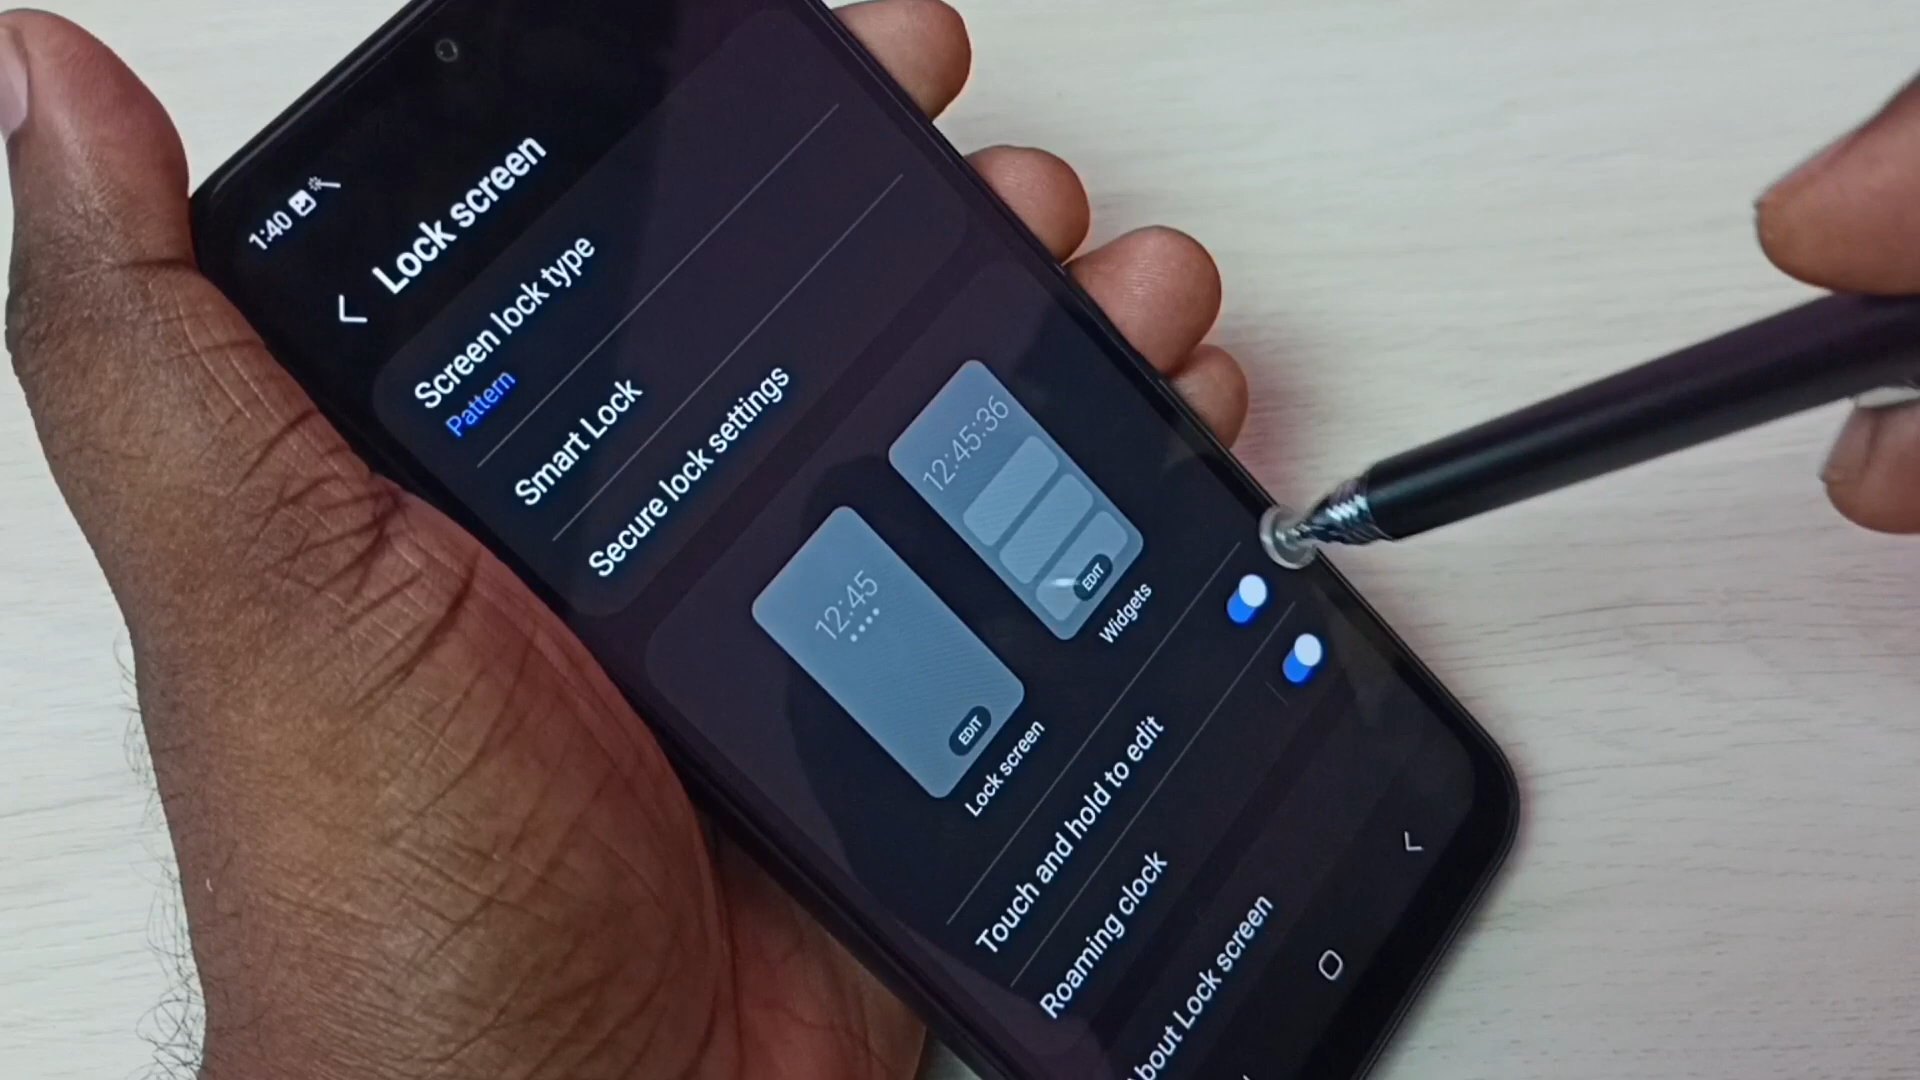 1:40
Lock screen
Screen lock type
Pattern
Smart Lock
Secure lock settings
12:45
EDIT
Lock screen
12:45:36
EDIT
Widgets
Touch and hold to edit
Roaming clock
About Lock screen